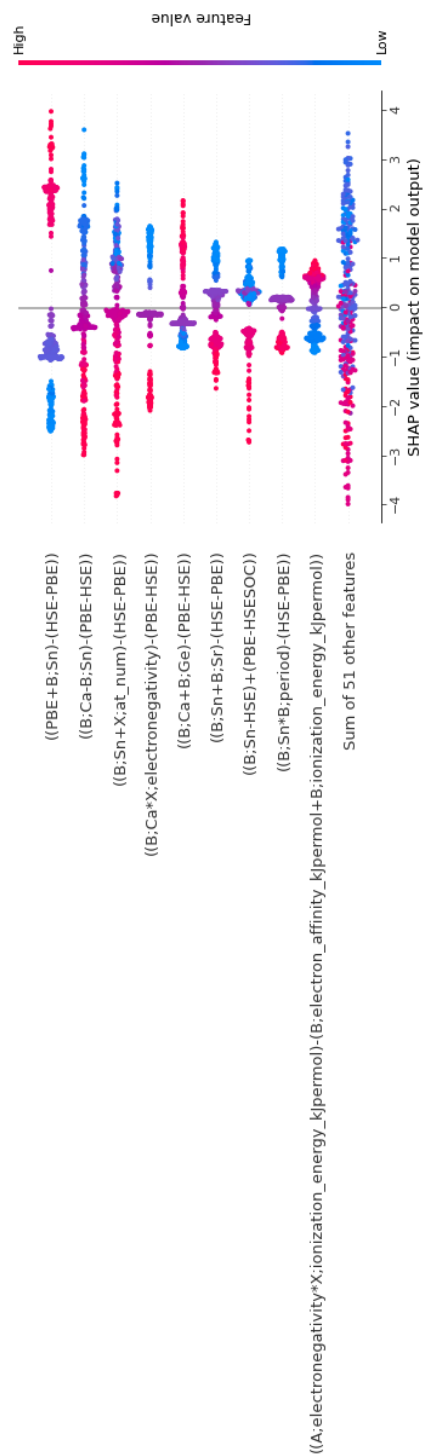 ((PBE+B;Sn)-(HSE-PBE))
((B;Ca-B;Sn)-(PBE-HSE))
((B;Sn+X;at_num)-(HSE-PBE))
((B;Ca*X;electronegativity)-(PBE-HSE))
((B;Ca+B;Ge)-(PBE-HSE))
((B;Sn+B;Sr)-(HSE-PBE))
((B;Sn-HSE)+(PBE-HSESOC))
((B;Sn*B;period)-(HSE-PBE))
((A;electronegativity*X;ionization_energy_kJpermol)-(B;electron_affinity_kJpermol+B;ionization_energy_kJpermol))
Sum of 51 other features
−4
−3
−2
−1
0
1
2
3
4
SHAP value (impact on model output)
High
Low
Feature value